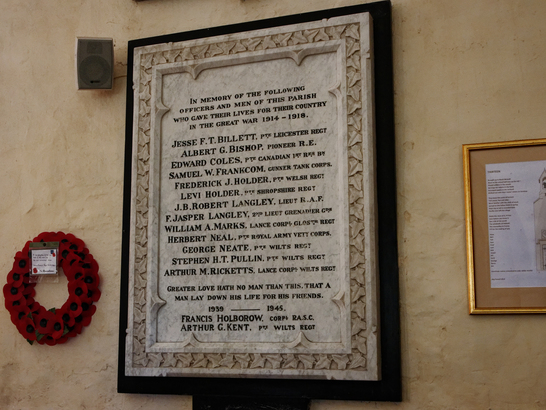 IN MEMORY OF THE FOLLOWING
OFFICERS AND MEN OF THIS PARISH
WHO GAVE THEIR LIVES FOR THEIR COUNTRY
IN THE GREAT WAR 1914-1918.
JESSE F.T. BILLETT, PTE LEICESTER REGT
ALBERT G. BISHOP, PIONEER R.E.
EDWARD COLES, PTE CANADIAN 1ST RES BN
SAMUEL W. FRANKCOM, GUNNER TANK CORPS.
FREDERICK J. HOLDER, PTE WELSH REGT
LEVI HOLDER, PTE SHROPSHIRE REGT
J.B. ROBERT LANGLEY, LIEUT R.A.F.
F. JASPER LANGLEY, 2ND LIEUT GRENADIER GDS
WILLIAM A. MARKS, LANCE CORPL GLOSTR REGT
HERBERT NEAL, PTE ROYAL ARMY VETY CORPS.
GEORGE NEATE, PTE WILTS REGT
STEPHEN H.T. PULLIN, PTE WILTS REGT
ARTHUR M. RICKETTS, LANCE CORPL WILTS REGT
GREATER LOVE HATH NO MAN THAN THIS, THAT A
MAN LAY DOWN HIS LIFE FOR HIS FRIENDS.
1939 — 1945.
FRANCIS HOLBOROW, CORPL R.A.S.C.
ARTHUR G. KENT, PTE WILTS REGT